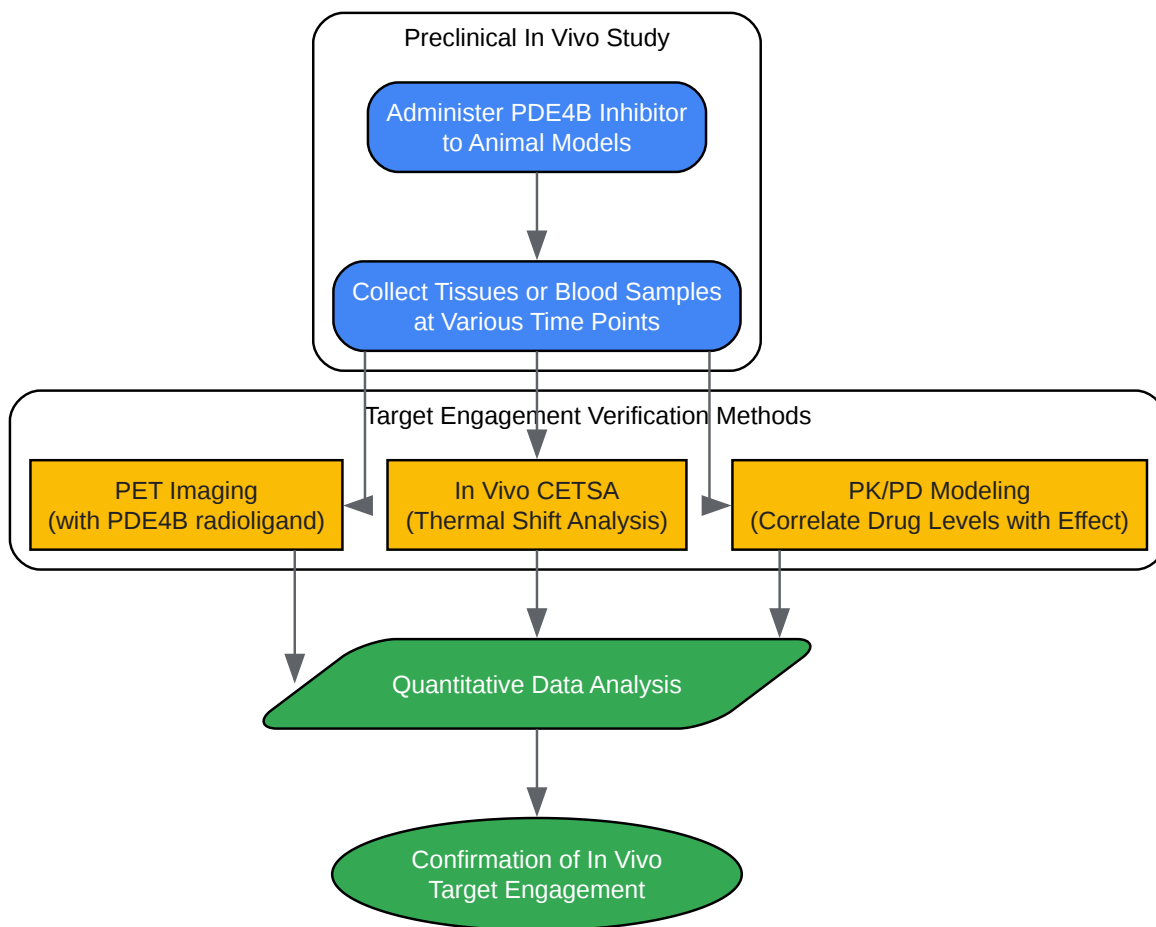 Preclinical In Vivo Study
Administer PDE4B Inhibitor
to Animal Models
Collect Tissues or Blood Samples
at Various Time Points
Target Engagement Verification Methods
PET Imaging
(with PDE4B radioligand)
In Vivo CETSA
(Thermal Shift Analysis)
PK/PD Modeling
(Correlate Drug Levels with Effect)
Quantitative Data Analysis
Confirmation of In Vivo
Target Engagement